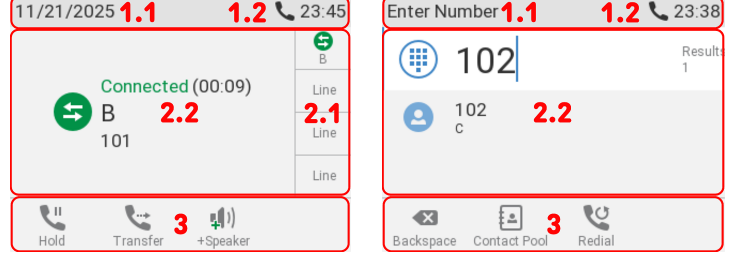 11/21/2025 1.1 1.2 23:45
B
Connected (00:09)
Line
B 2.2 2.1
101
Line
Line
Hold Transfer 3 +Speaker
Enter Number 1.1 1.2 23:38
102
Results
1
102 2.2
C
Backspace Contact Pool 3 Redial